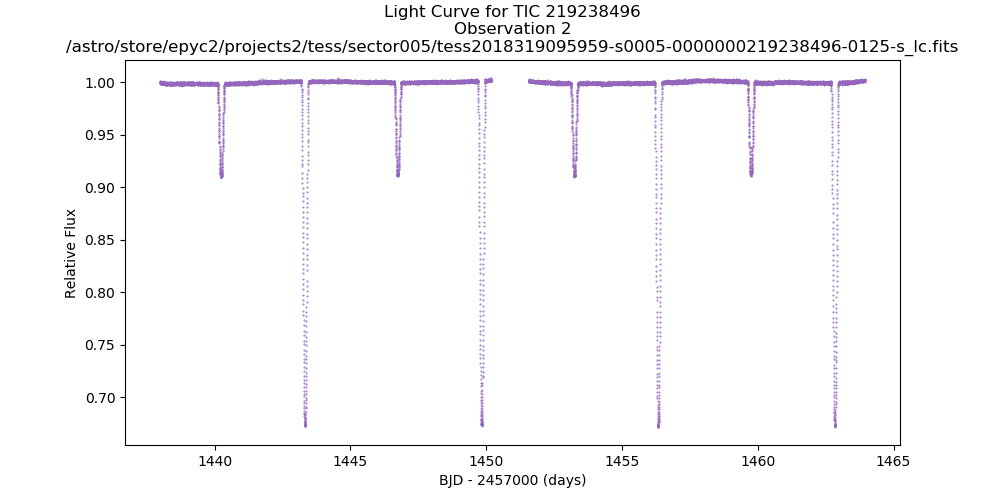 Light Curve for TIC 219238496
Observation 2
/astro/store/epyc2/projects2/tess/sector005/tess2018319095959-s0005-0000000219238496-0125-s_lc.fits
1.00
0.95
0.90
0.85
0.80
0.75
0.70
Relative Flux
1440 1445 1450 1455 1460 1465
BJD - 2457000 (days)